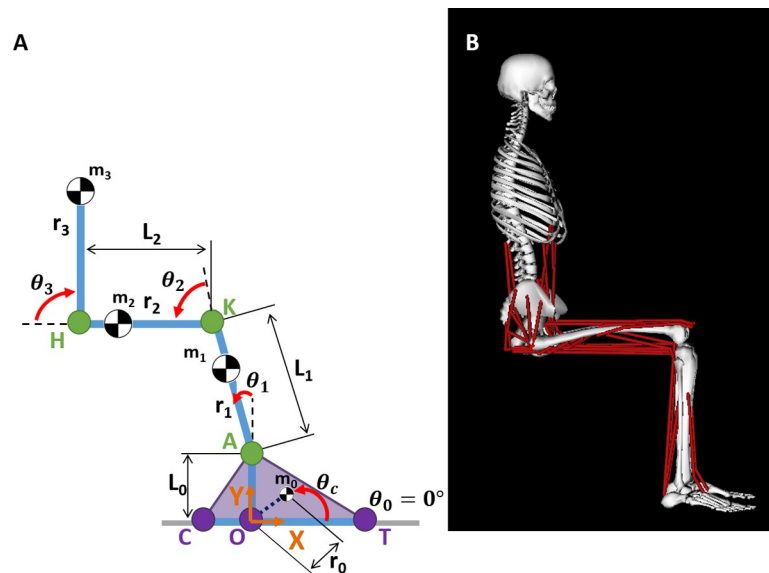 A
B
m₃
r₃
L₂
θ₃
m₂
r₂
θ₂
K
H
m₁
θ₁
L₁
r₁
A
L₀
m₀
θc
θ₀ = 0°
Y
C
O
X
T
r₀